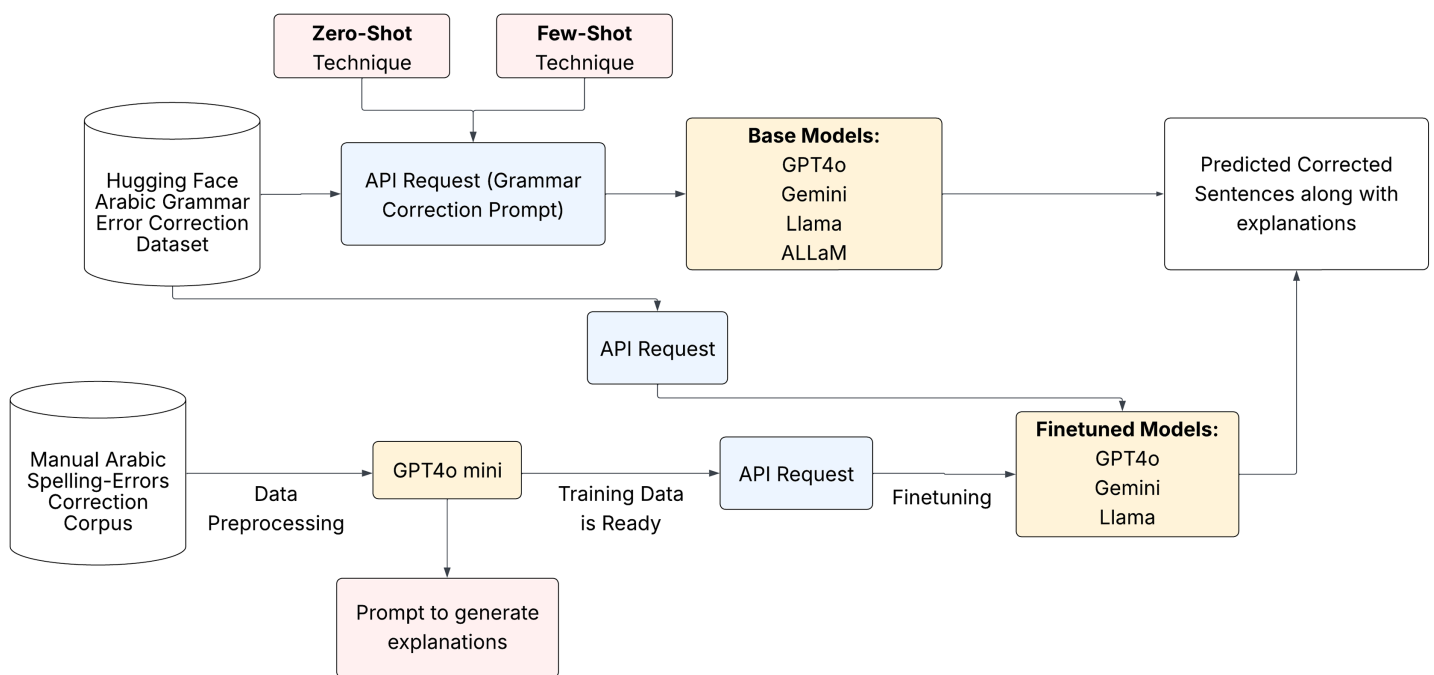 Zero-Shot
Technique
Few-Shot
Technique
Hugging Face
Arabic Grammar
Error Correction
Dataset
API Request (Grammar
Correction Prompt)
Base Models:
GPT4o
Gemini
Llama
ALLaM
Predicted Corrected
Sentences along with
explanations
API Request
Manual Arabic
Spelling-Errors
Correction
Corpus
Data
Preprocessing
GPT4o mini
Training Data
is Ready
API Request
Finetuning
Finetuned Models:
GPT4o
Gemini
Llama
Prompt to generate
explanations